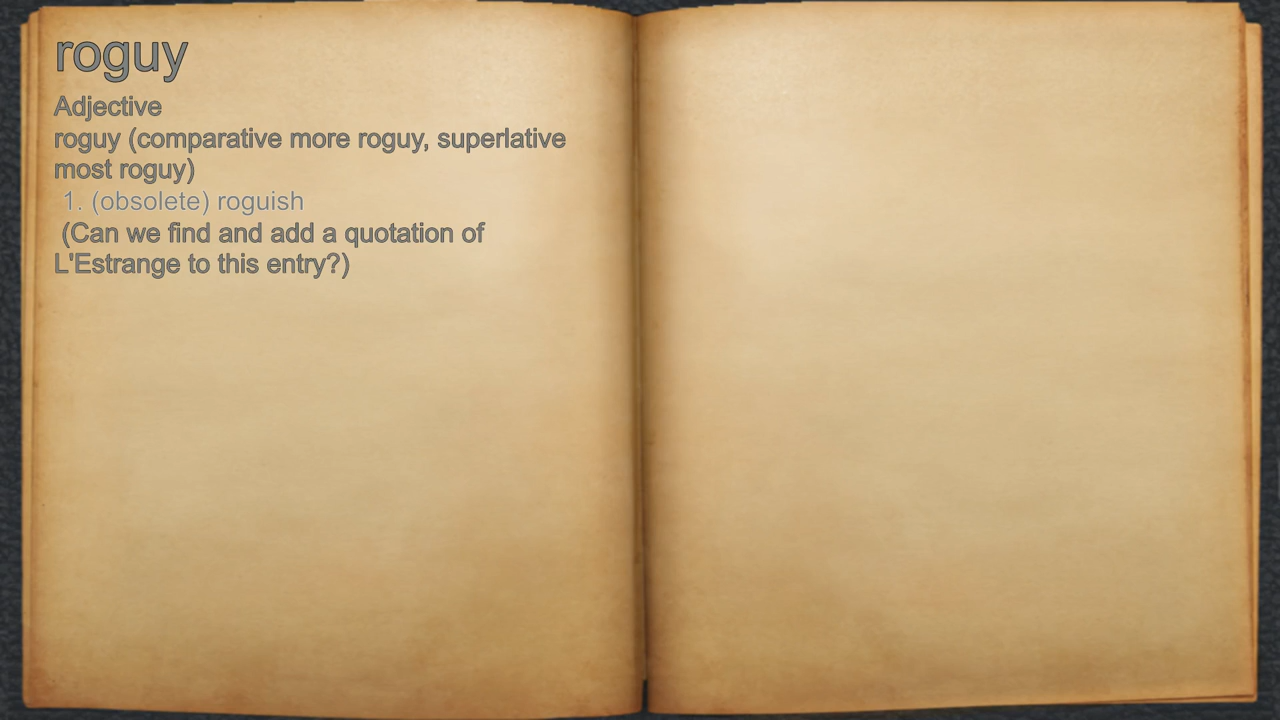 roguy
Adjective
roguy (comparative more roguy, superlative
most roguy)
1. (obsolete) roguish
(Can we find and add a quotation of
L'Estrange to this entry?)